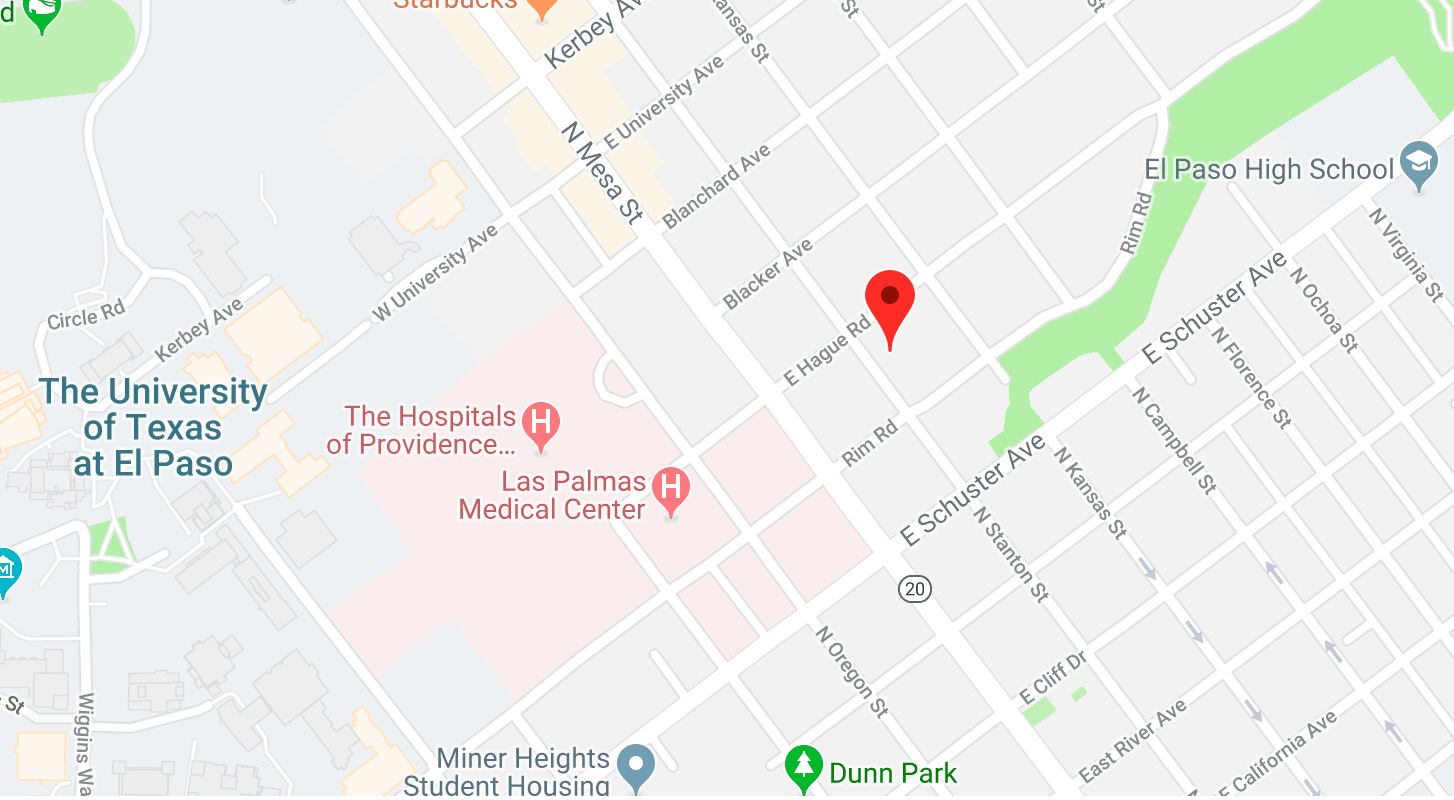 d
Starbucks
Kerbey Av
ansas St
St
St
E University Ave
N Mesa St
Blanchard Ave
El Paso High School
Rim Rd
N Virginia St
W University Ave
Blacker Ave
E Schuster Ave
N Ochoa St
Circle Rd
Kerbey Ave
E Hague Rd
N Florence St
The University
of Texas
at El Paso
The Hospitals
of Providence...
H
Rim Rd
N Campbell St
Las Palmas
Medical Center
H
E Schuster Ave
N Kansas St
N Stanton St
M
20
N Oregon St
E Cliff Dr
s St
Wiggins Wa
East River Ave
E California Ave
Miner Heights
Student Housing
Dunn Park